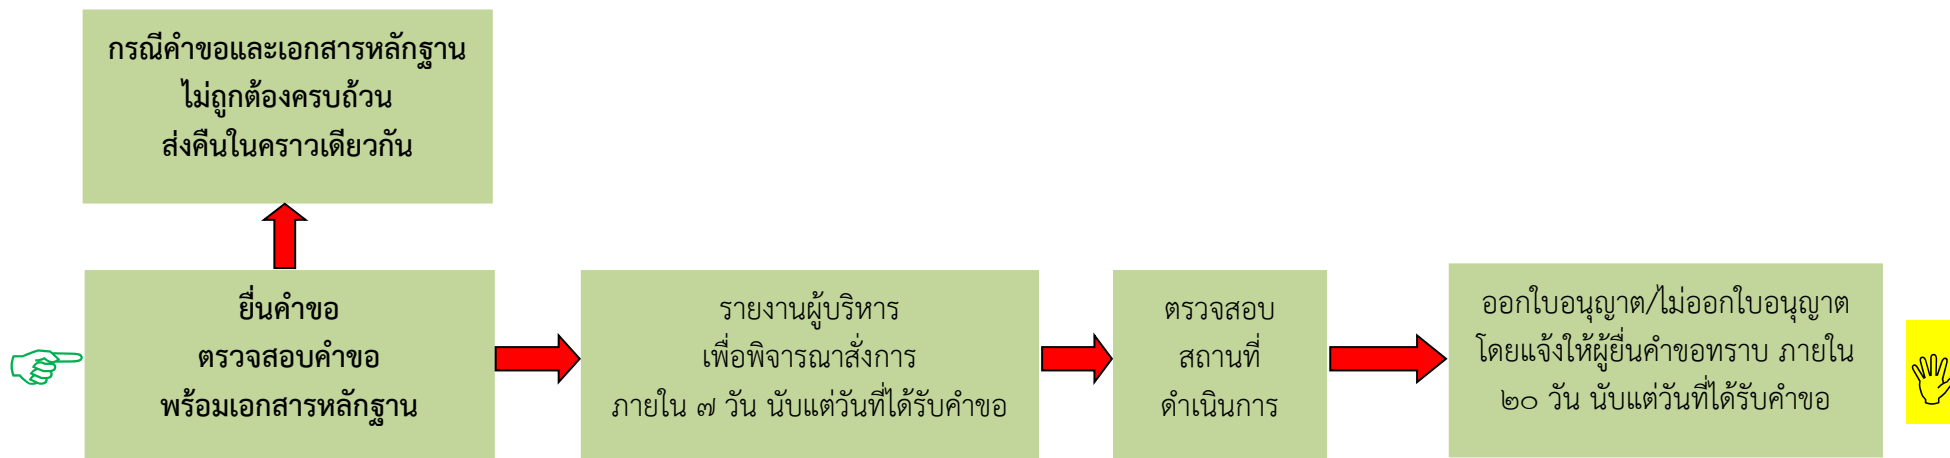 กรณีคำขอและเอกสารหลักฐาน
ไม่ถูกต้องครบถ้วน
ส่งคืนในคราวเดียวกัน
ยื่นคำขอ
ตรวจสอบคำขอ
พร้อมเอกสารหลักฐาน
รายงานผู้บริหาร
เพื่อพิจารณาสั่งการ
ภายใน ๗ วัน นับแต่วันที่ได้รับคำขอ
ตรวจสอบ
สถานที่
ดำเนินการ
ออกใบอนุญาต/ไม่ออกใบอนุญาต
โดยแจ้งให้ผู้ยื่นคำขอทราบ ภายใน
๒๐ วัน นับแต่วันที่ได้รับคำขอ